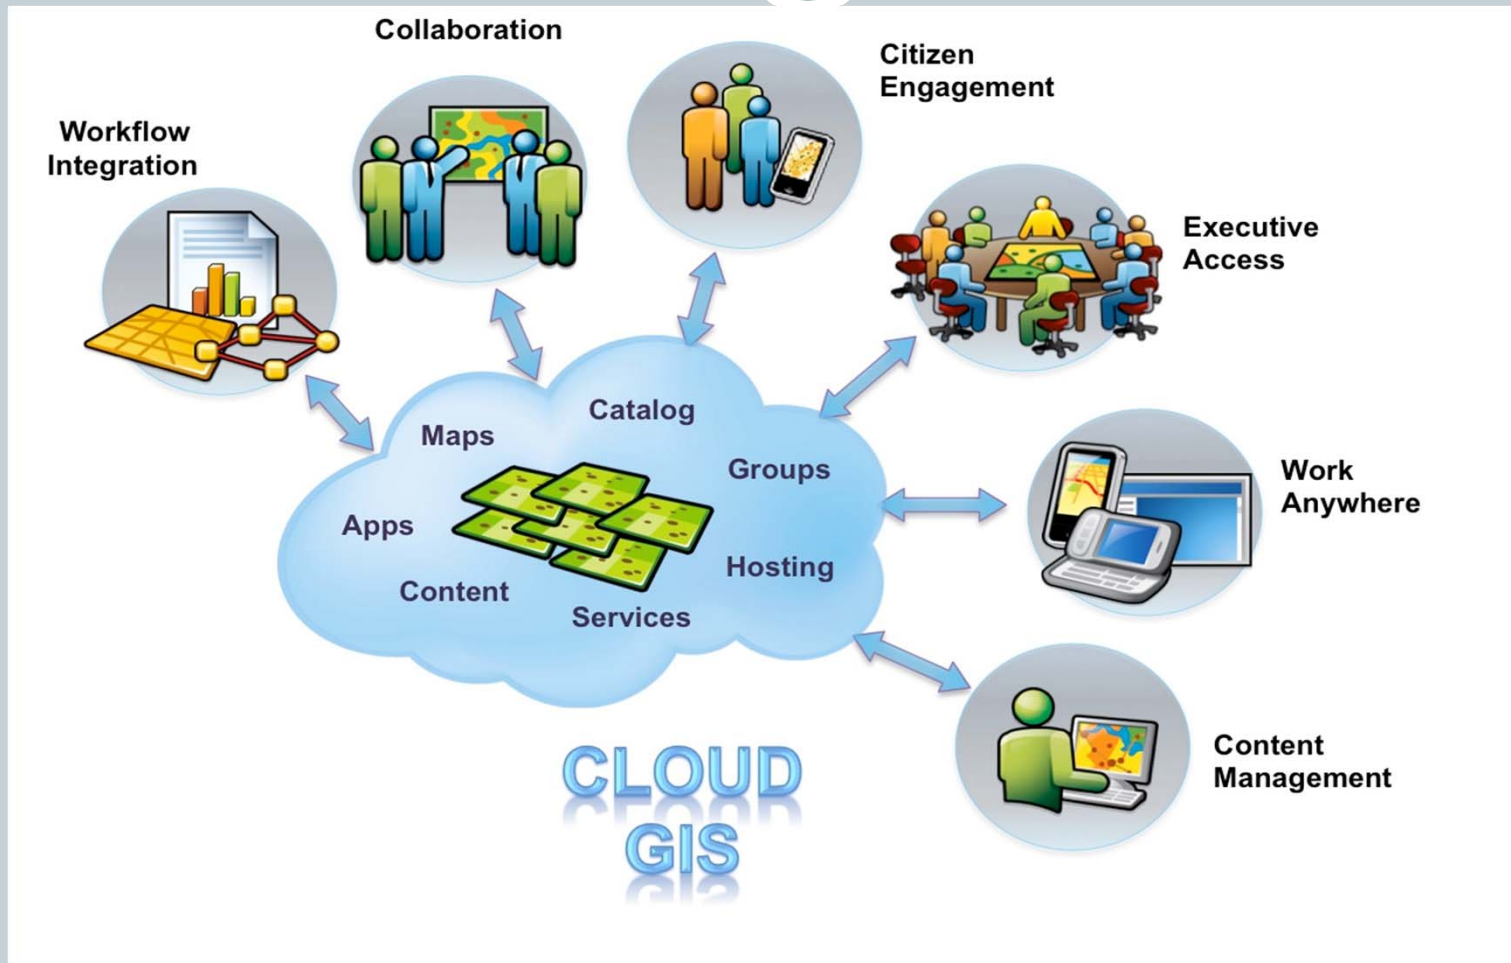 Collaboration
Citizen
Engagement
Workflow
Integration
Executive
Access
Catalog
Maps
Groups
Work
Anywhere
Apps
Hosting
Content
Services
Content
Management
CLOUD
GIS